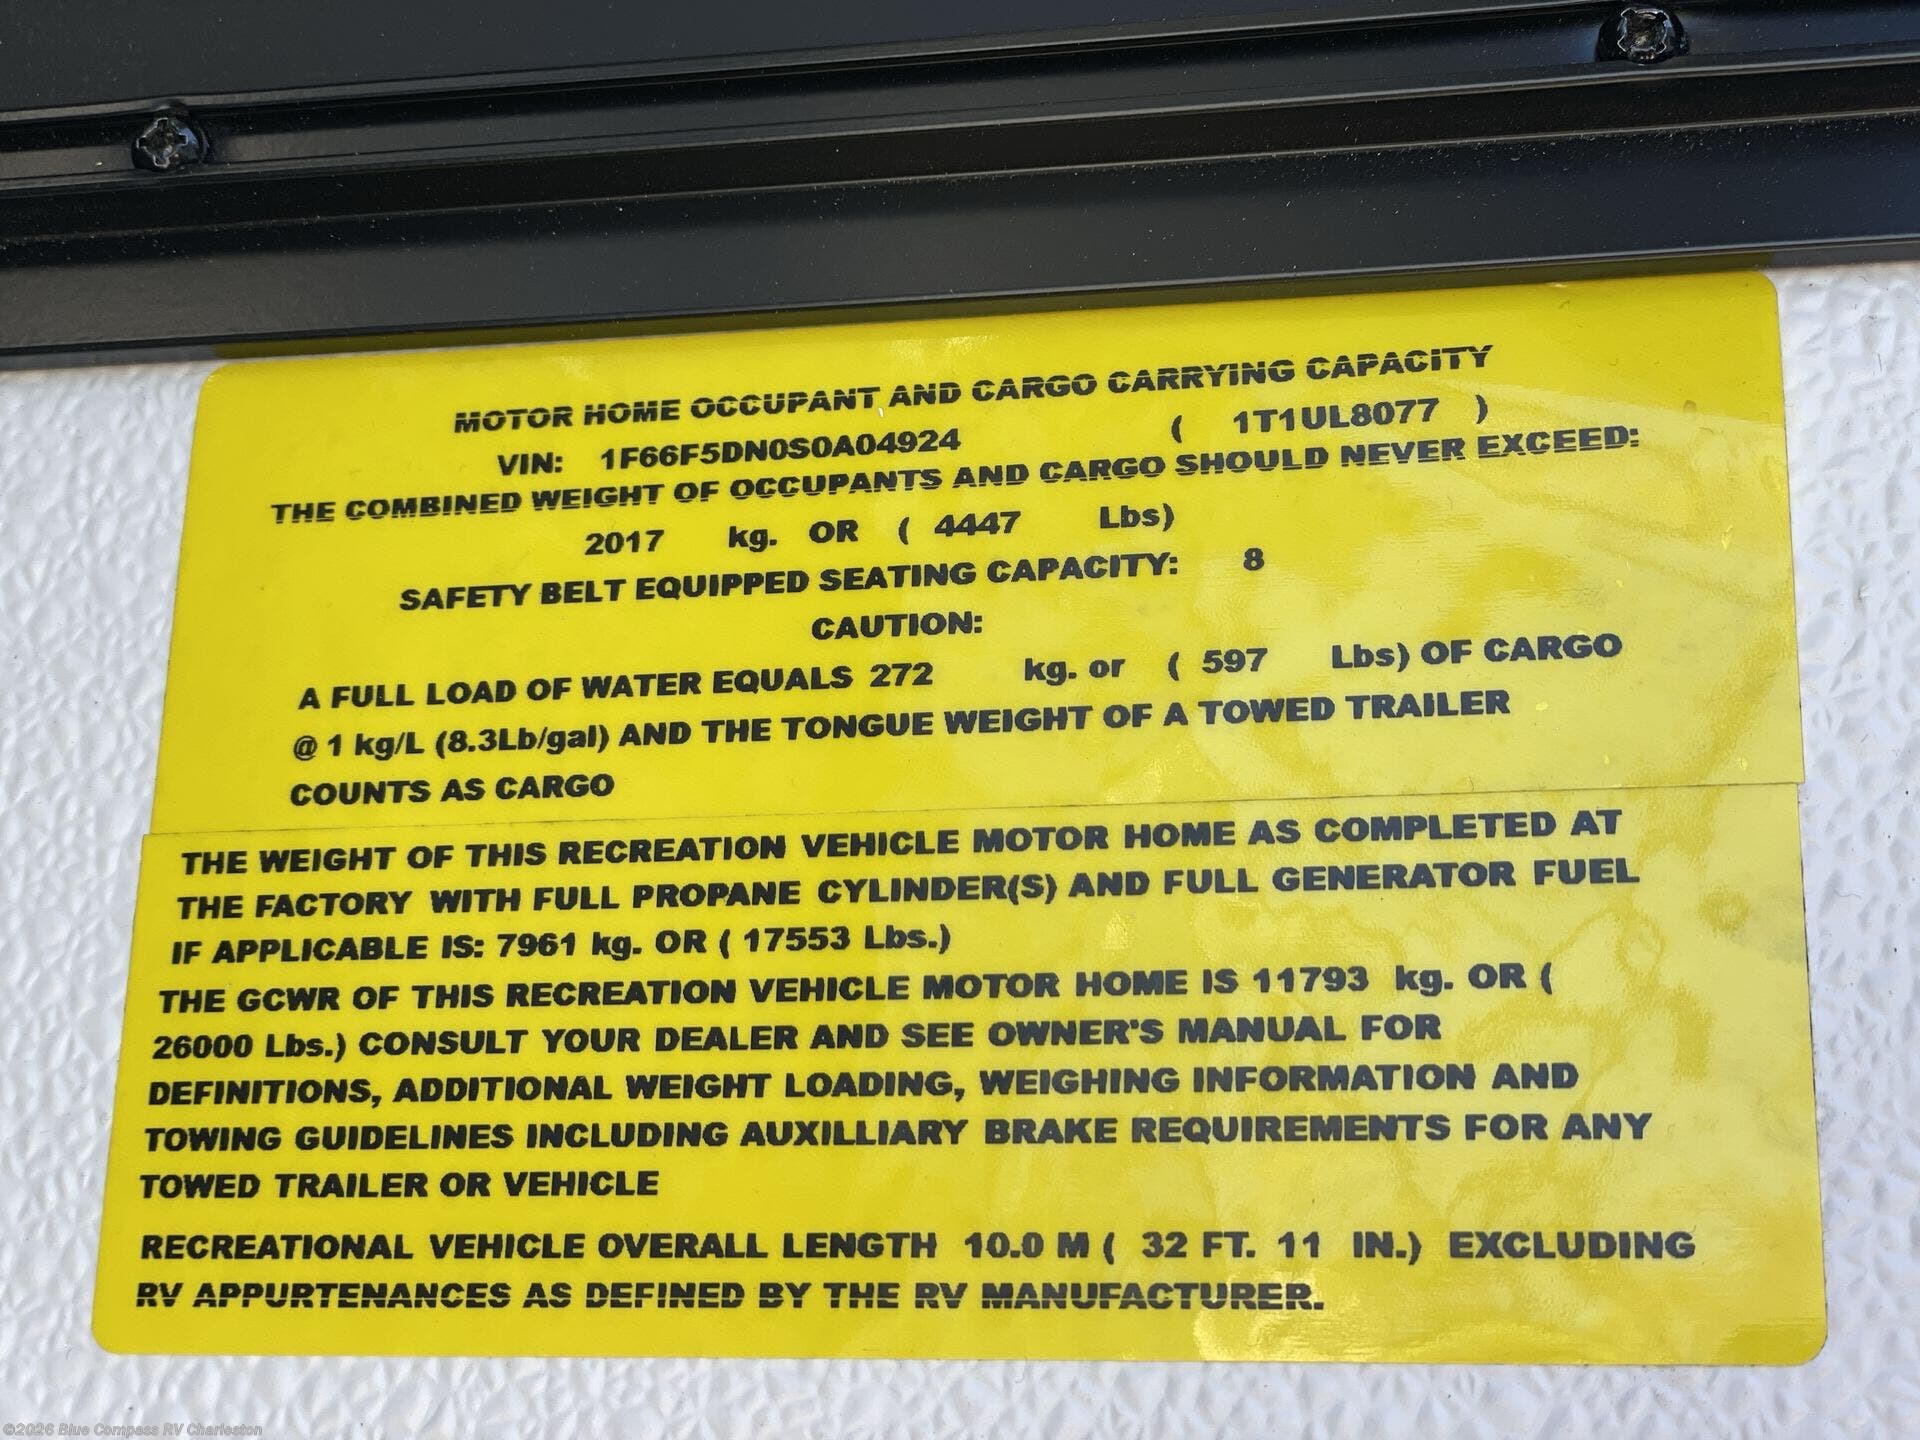 MOTOR HOME OCCUPANT AND CARGO CARRYING CAPACITY
VIN: 1F66F5DN0S0A04924 ( 1T1UL8077 )
THE COMBINED WEIGHT OF OCCUPANTS AND CARGO SHOULD NEVER EXCEED:
2017 kg. OR ( 4447 Lbs)
SAFETY BELT EQUIPPED SEATING CAPACITY: 8
CAUTION:
A FULL LOAD OF WATER EQUALS 272 kg. or ( 597 Lbs) OF CARGO
@ 1 kg/L (8.3Lb/gal) AND THE TONGUE WEIGHT OF A TOWED TRAILER
COUNTS AS CARGO
THE WEIGHT OF THIS RECREATION VEHICLE MOTOR HOME AS COMPLETED AT
THE FACTORY WITH FULL PROPANE CYLINDER(S) AND FULL GENERATOR FUEL
IF APPLICABLE IS: 7961 kg. OR ( 17553 Lbs.)
THE GCWR OF THIS RECREATION VEHICLE MOTOR HOME IS 11793 kg. OR (
26000 Lbs.) CONSULT YOUR DEALER AND SEE OWNER'S MANUAL FOR
DEFINITIONS, ADDITIONAL WEIGHT LOADING, WEIGHING INFORMATION AND
TOWING GUIDELINES INCLUDING AUXILLIARY BRAKE REQUIREMENTS FOR ANY
TOWED TRAILER OR VEHICLE
RECREATIONAL VEHICLE OVERALL LENGTH 10.0 M ( 32 FT. 11 IN.) EXCLUDING
RV APPURTENANCES AS DEFINED BY THE RV MANUFACTURER.
©2026 Blue Compass RV Charleston